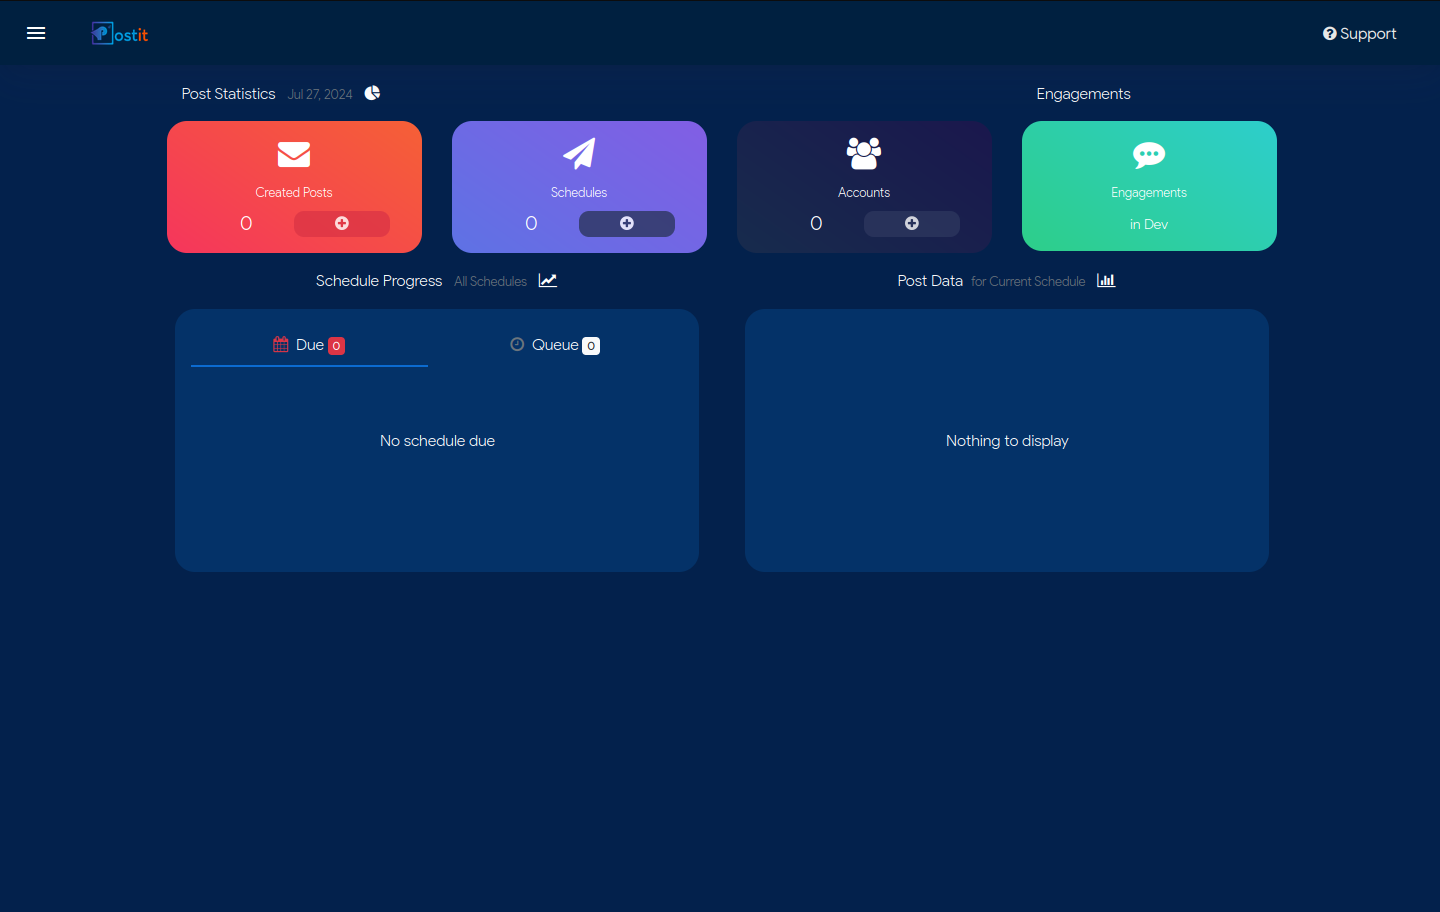 Postit
Support
Post Statistics Jul 27, 2024
Engagements
Created Posts
0
Schedules
0
Accounts
0
Engagements
in Dev
Schedule Progress All Schedules
Post Data for Current Schedule
Due 0
Queue 0
No schedule due
Nothing to display